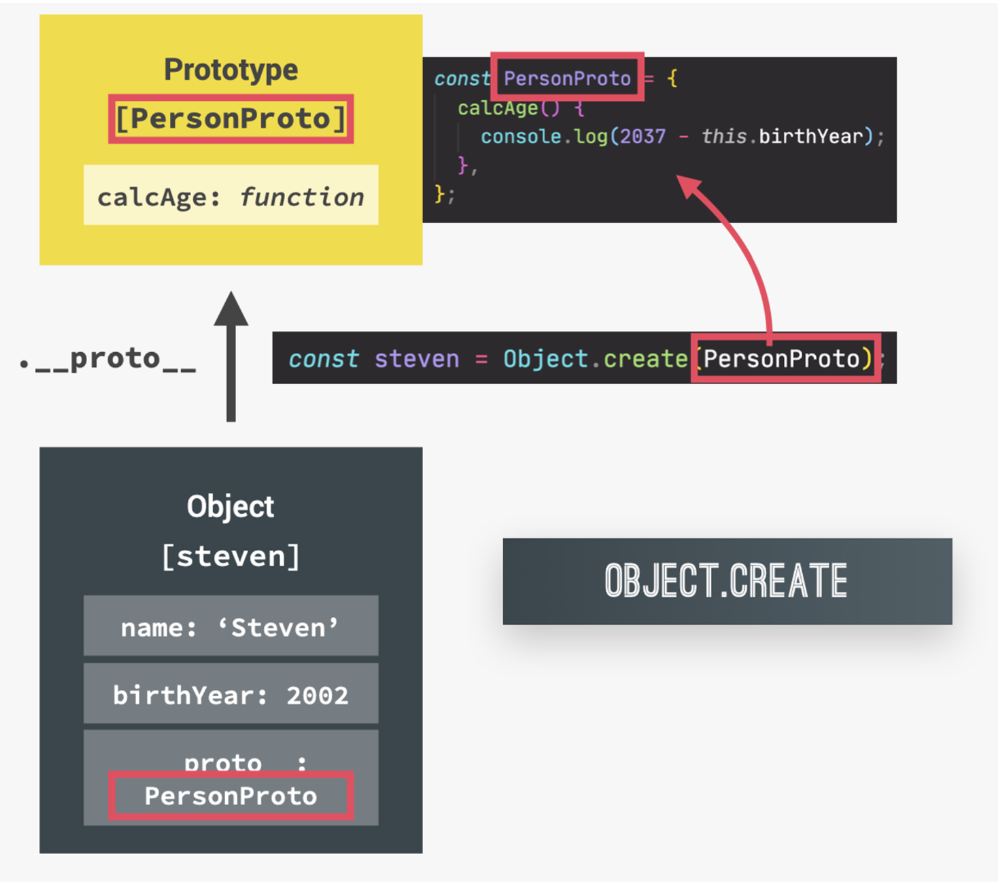 Prototype
[PersonProto]
calcAge: function
const PersonProto = {
calcAge() {
console.log(2037 - this.birthYear);
},
};
.__proto__
const steven = Object.create(PersonProto);
Object
[steven]
name: ‘Steven’
birthYear: 2002
__proto__:
PersonProto
OBJECT.CREATE